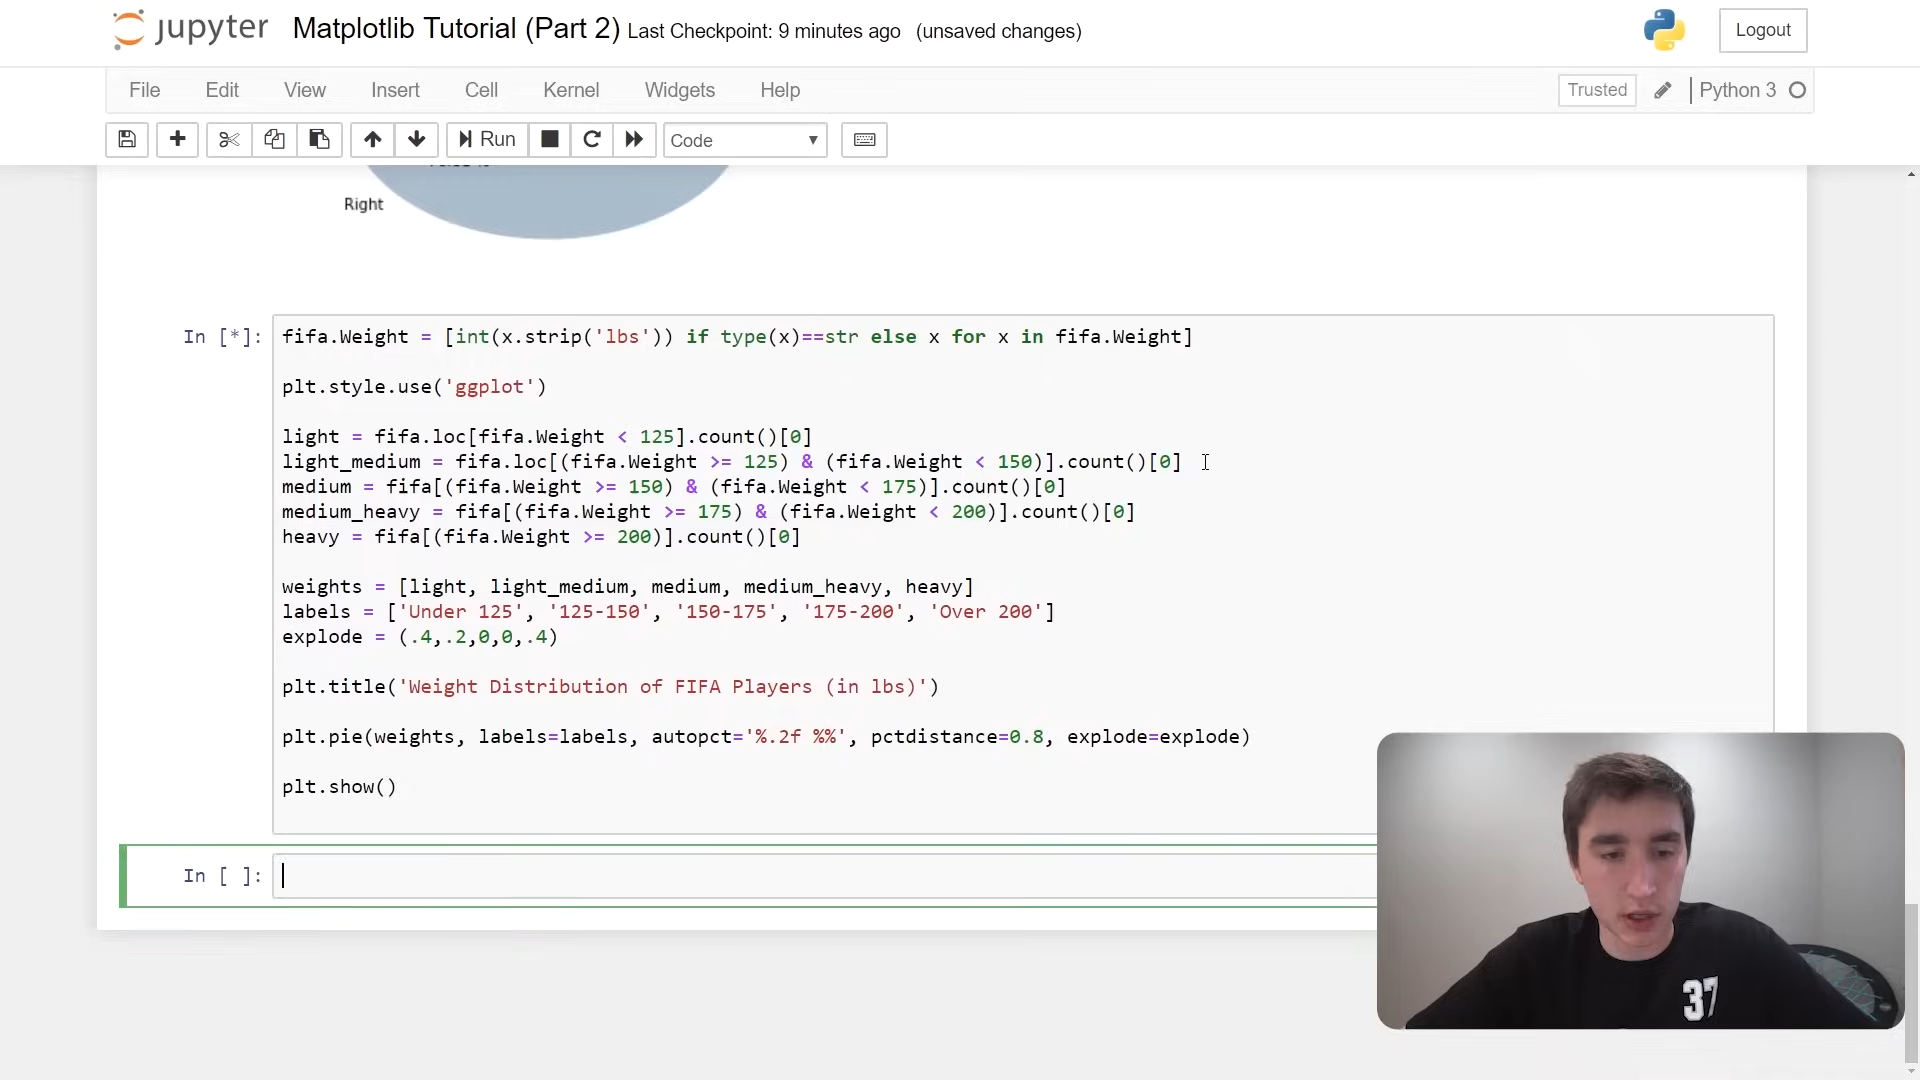 jupyter Matplotlib Tutorial (Part 2) Last Checkpoint: 9 minutes ago (unsaved changes) Logout
File Edit View Insert Cell Kernel Widgets Help Trusted Python 3
Run Code
Right
In [*]: fifa.Weight = [int(x.strip('lbs')) if type(x)==str else x for x in fifa.Weight]
plt.style.use('ggplot')
light = fifa.loc[fifa.Weight < 125].count()[0]
light_medium = fifa.loc[(fifa.Weight >= 125) & (fifa.Weight < 150)].count()[0]
medium = fifa[(fifa.Weight >= 150) & (fifa.Weight < 175)].count()[0]
medium_heavy = fifa[(fifa.Weight >= 175) & (fifa.Weight < 200)].count()[0]
heavy = fifa[(fifa.Weight >= 200)].count()[0]
weights = [light, light_medium, medium, medium_heavy, heavy]
labels = ['Under 125', '125-150', '150-175', '175-200', 'Over 200']
explode = (.4,.2,0,0,.4)
plt.title('Weight Distribution of FIFA Players (in lbs)')
plt.pie(weights, labels=labels, autopct='%.2f %%', pctdistance=0.8, explode=explode)
plt.show()
In [ ]:
37